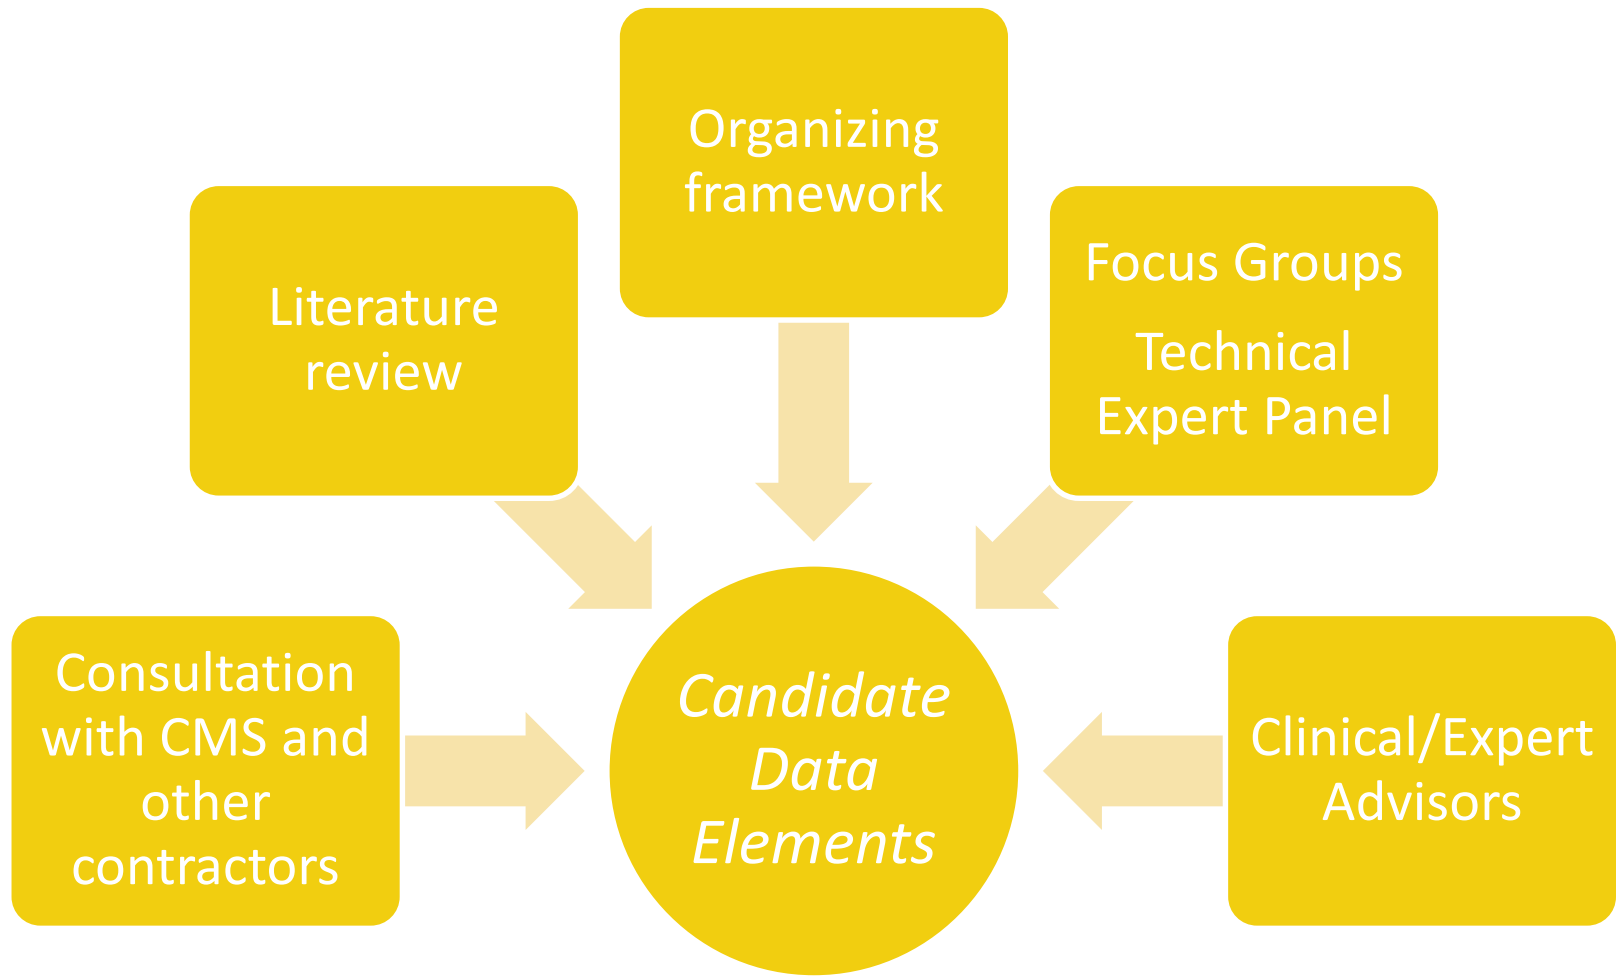 Organizing
framework
Literature
review
Focus Groups
Technical
Expert Panel
Consultation
with CMS and
other
contractors
Candidate
Data
Elements
Clinical/Expert
Advisors